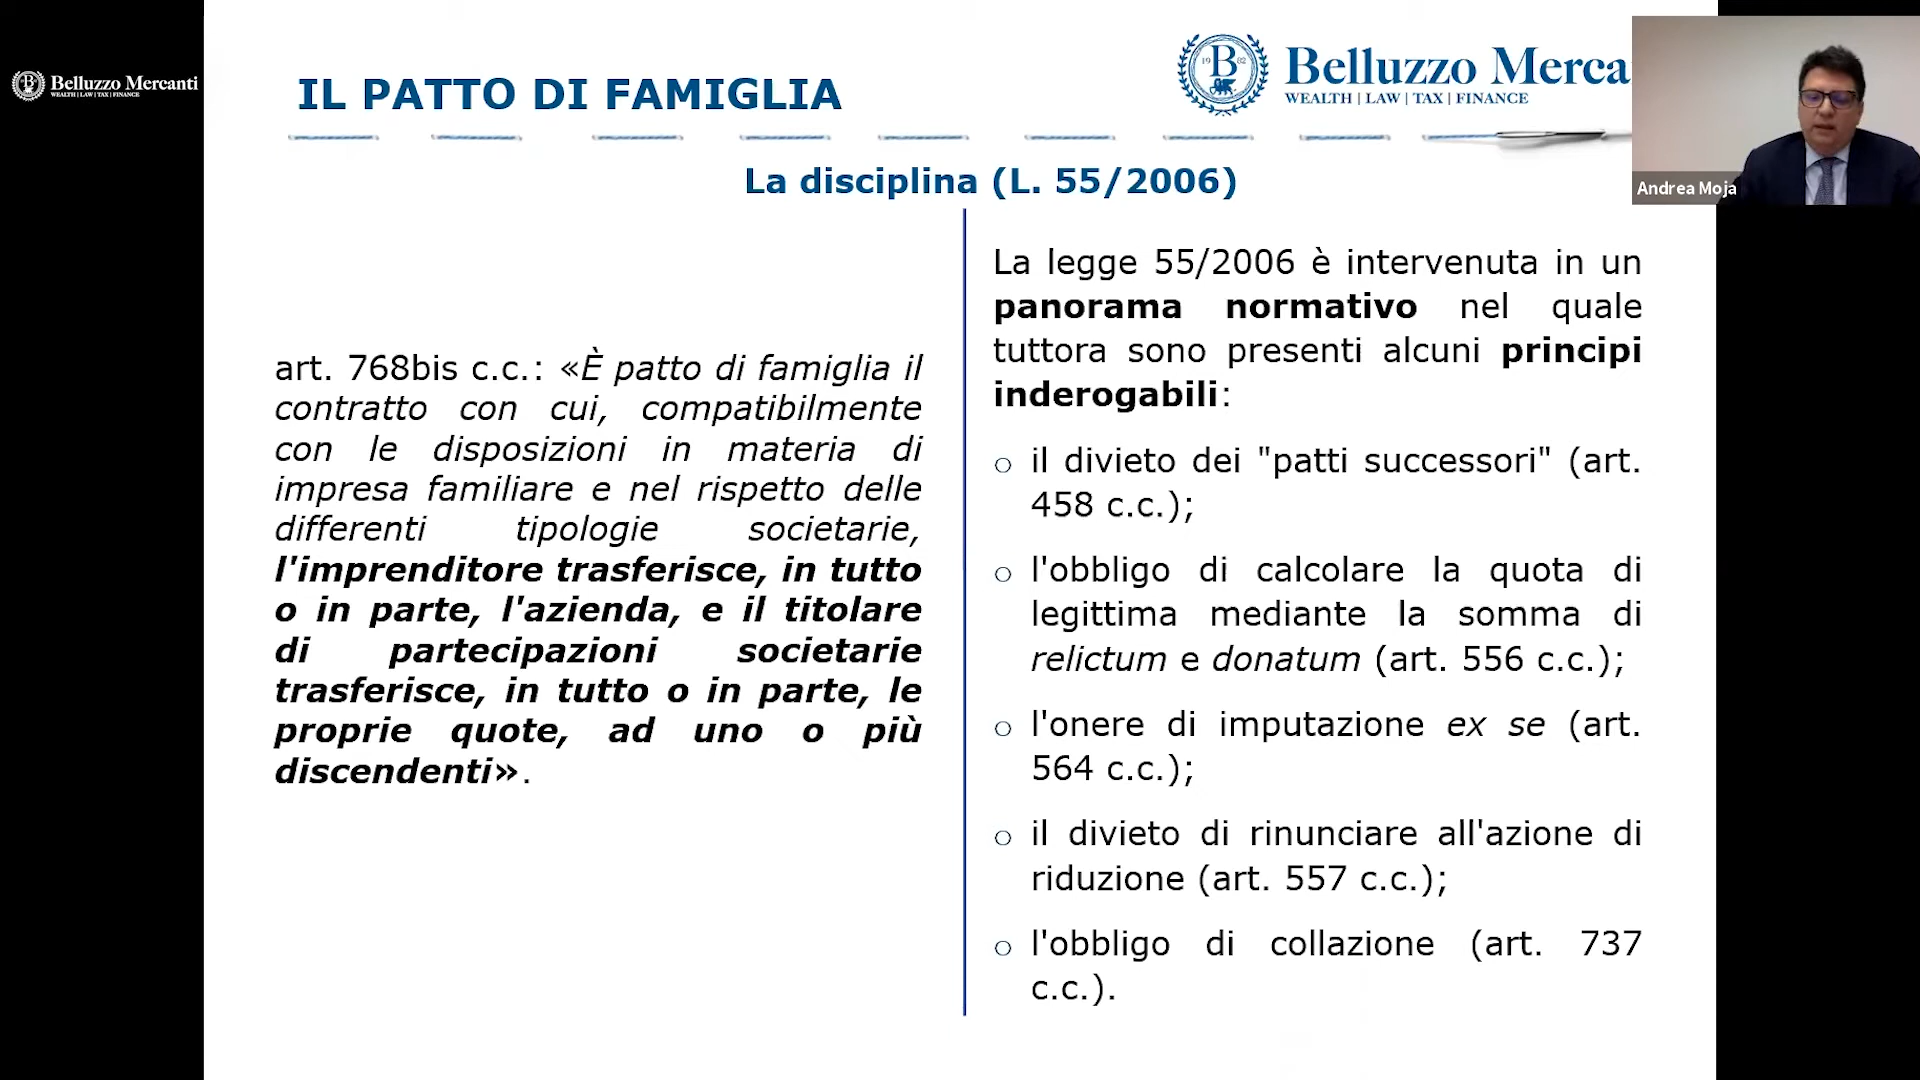 Belluzzo Mercanti
WEALTH | LAW | TAX | FINANCE
IL PATTO DI FAMIGLIA
B
19 82
Belluzzo Merca
WEALTH | LAW | TAX | FINANCE
Andrea Moja
La disciplina (L. 55/2006)
art. 768bis c.c.: «È patto di famiglia il
contratto con cui, compatibilmente
con le disposizioni in materia di
impresa familiare e nel rispetto delle
differenti tipologie societarie,
l'imprenditore trasferisce, in tutto
o in parte, l'azienda, e il titolare
di partecipazioni societarie
trasferisce, in tutto o in parte, le
proprie quote, ad uno o più
discendenti».
La legge 55/2006 è intervenuta in un
panorama normativo nel quale
tuttora sono presenti alcuni principi
inderogabili:
o il divieto dei "patti successori" (art.
458 c.c.);
o l'obbligo di calcolare la quota di
legittima mediante la somma di
relictum e donatum (art. 556 c.c.);
o l'onere di imputazione ex se (art.
564 c.c.);
o il divieto di rinunciare all'azione di
riduzione (art. 557 c.c.);
o l'obbligo di collazione (art. 737
c.c.).